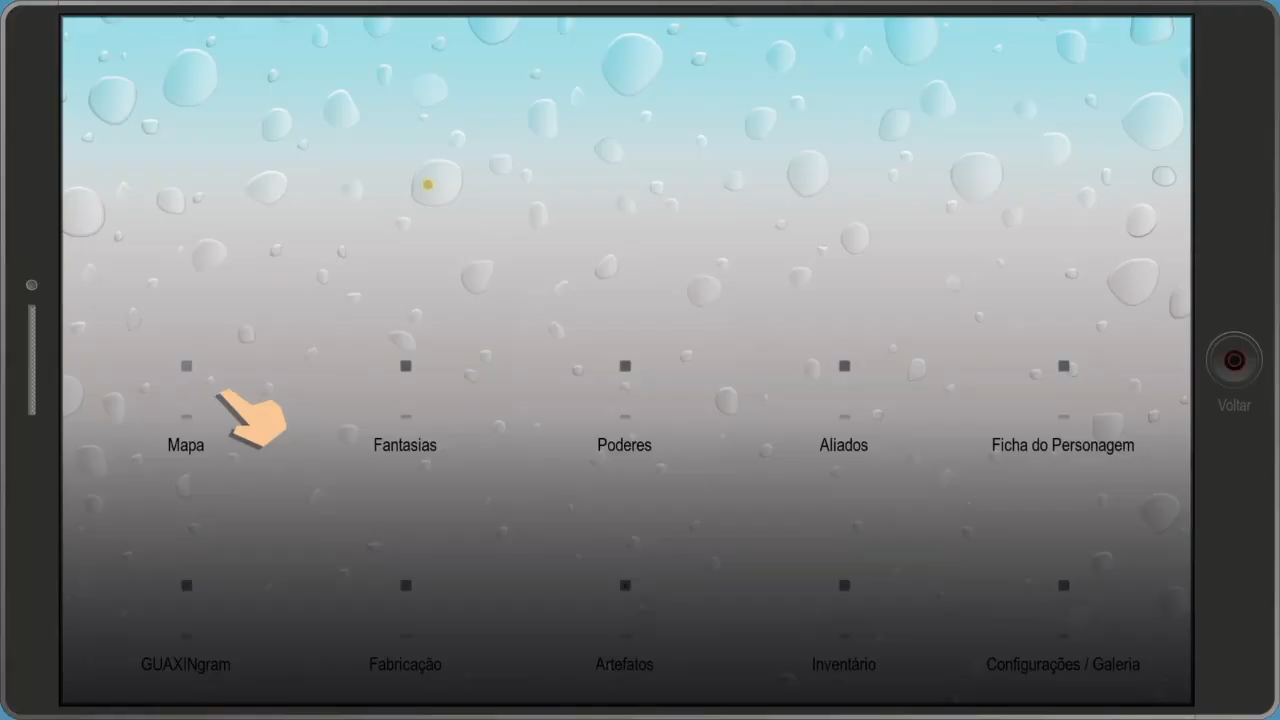 Mapa
Fantasias
Poderes
Aliados
Ficha do Personagem
Voltar
GUAXINgram
Fabricação
Artefatos
Inventário
Configurações / Galeria